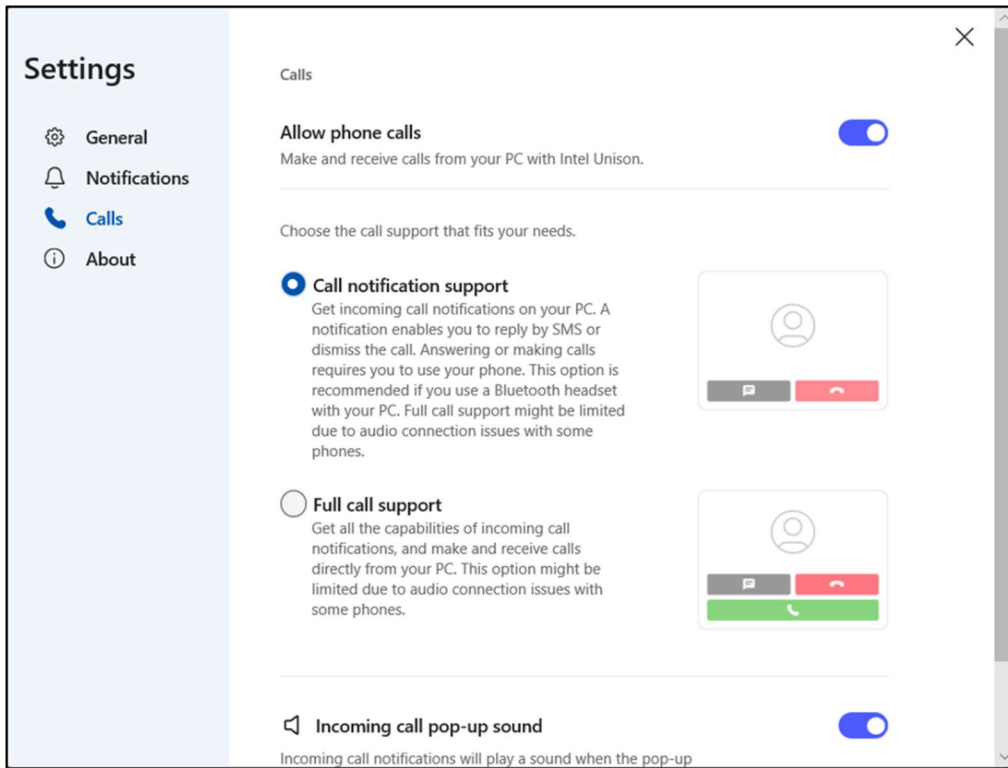 Settings
General
Notifications
Calls
About
Calls
Allow phone calls
Make and receive calls from your PC with Intel Unison.
Choose the call support that fits your needs.
Call notification support
Get incoming call notifications on your PC. A
notification enables you to reply by SMS or
dismiss the call. Answering or making calls
requires you to use your phone. This option is
recommended if you use a Bluetooth headset
with your PC. Full call support might be limited
due to audio connection issues with some
phones.
Full call support
Get all the capabilities of incoming call
notifications, and make and receive calls
directly from your PC. This option might be
limited due to audio connection issues with
some phones.
Incoming call pop-up sound
Incoming call notifications will play a sound when the pop-up